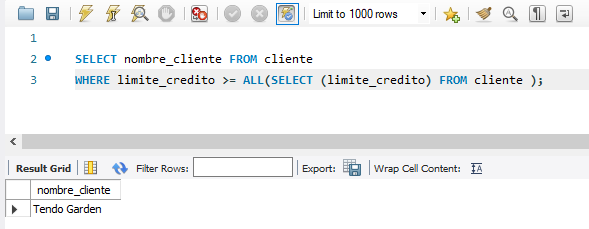 Limit to 1000 rows
1
2 SELECT nombre_cliente FROM cliente
3 WHERE limite_credito >= ALL(SELECT (limite_credito) FROM cliente );
Result Grid Filter Rows: Export: Wrap Cell Content:
nombre_cliente
Tendo Garden